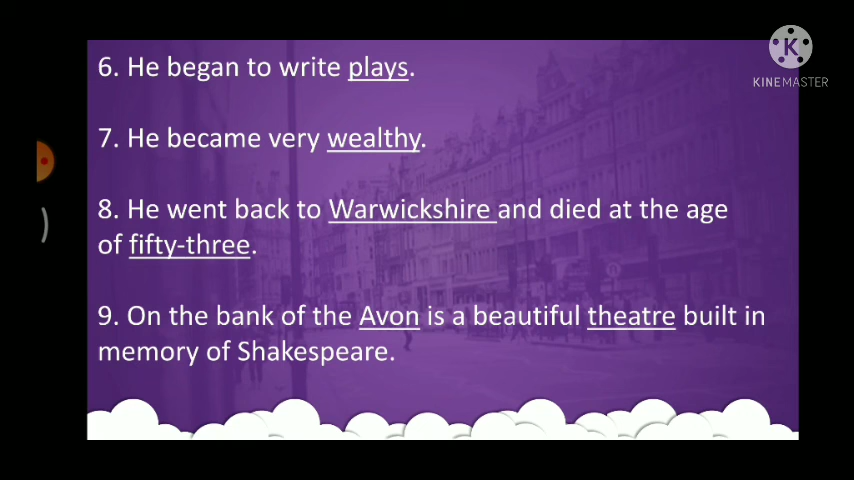 6. He began to write plays.
7. He became very wealthy.
8. He went back to Warwickshire and died at the age
of fifty-three.
9. On the bank of the Avon is a beautiful theatre built in
memory of Shakespeare.
K
KINEMASTER